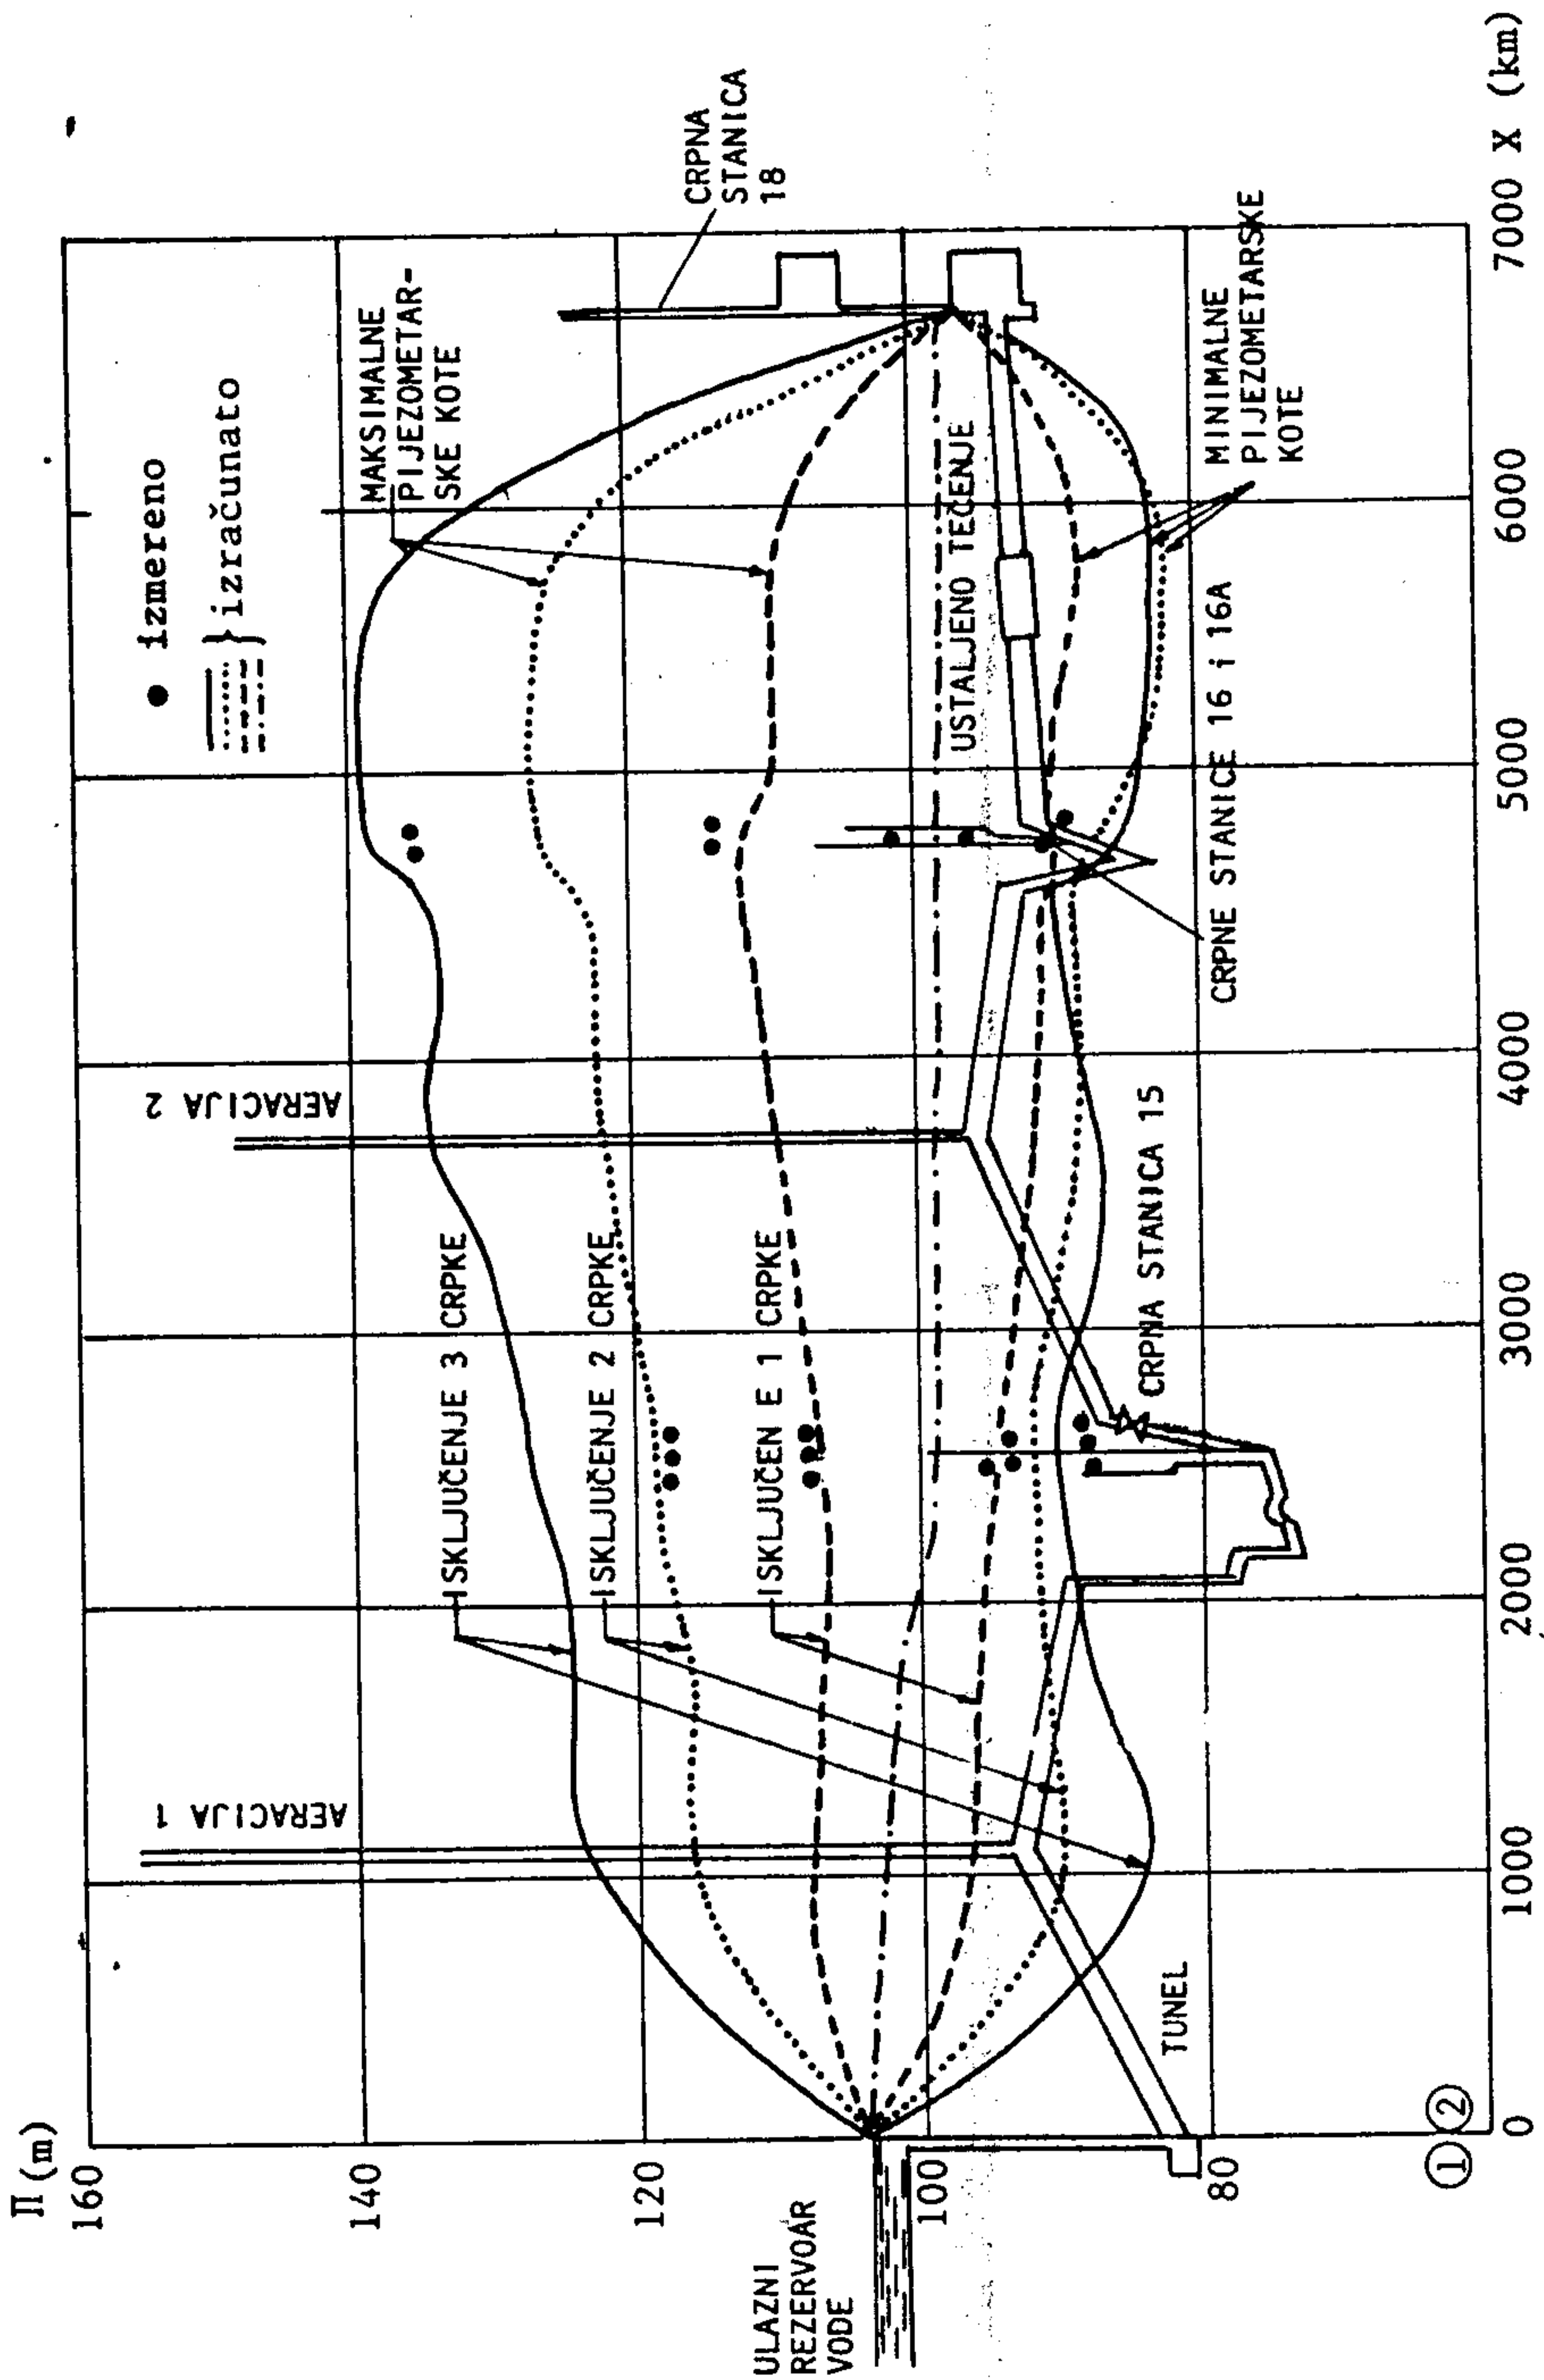 Π (m)
160
140
120
100
80
AERACIJA 1
AERACIJA 2
● izmereno
} izračunato
MAKSIMALNE
PIJEZOMETAR-
SKE KOTE
CRPNA
STANICA
18
ISKLJUČENJE 3 CRPKE
ISKLJUČENJE 2 CRPKE
ISKLJUČEN E 1 CRPKE
USTALJENO TEČENJE
ULAZNI
REZERVOAR
VODE
TUNEL
CRPNA STANICA 15
CRPNE STANICE 16 i 16A
MINIMALNE
PIJEZOMETARSKE
KOTE
① ②
0
1000
2000
3000
4000
5000
6000
7000 X (km)